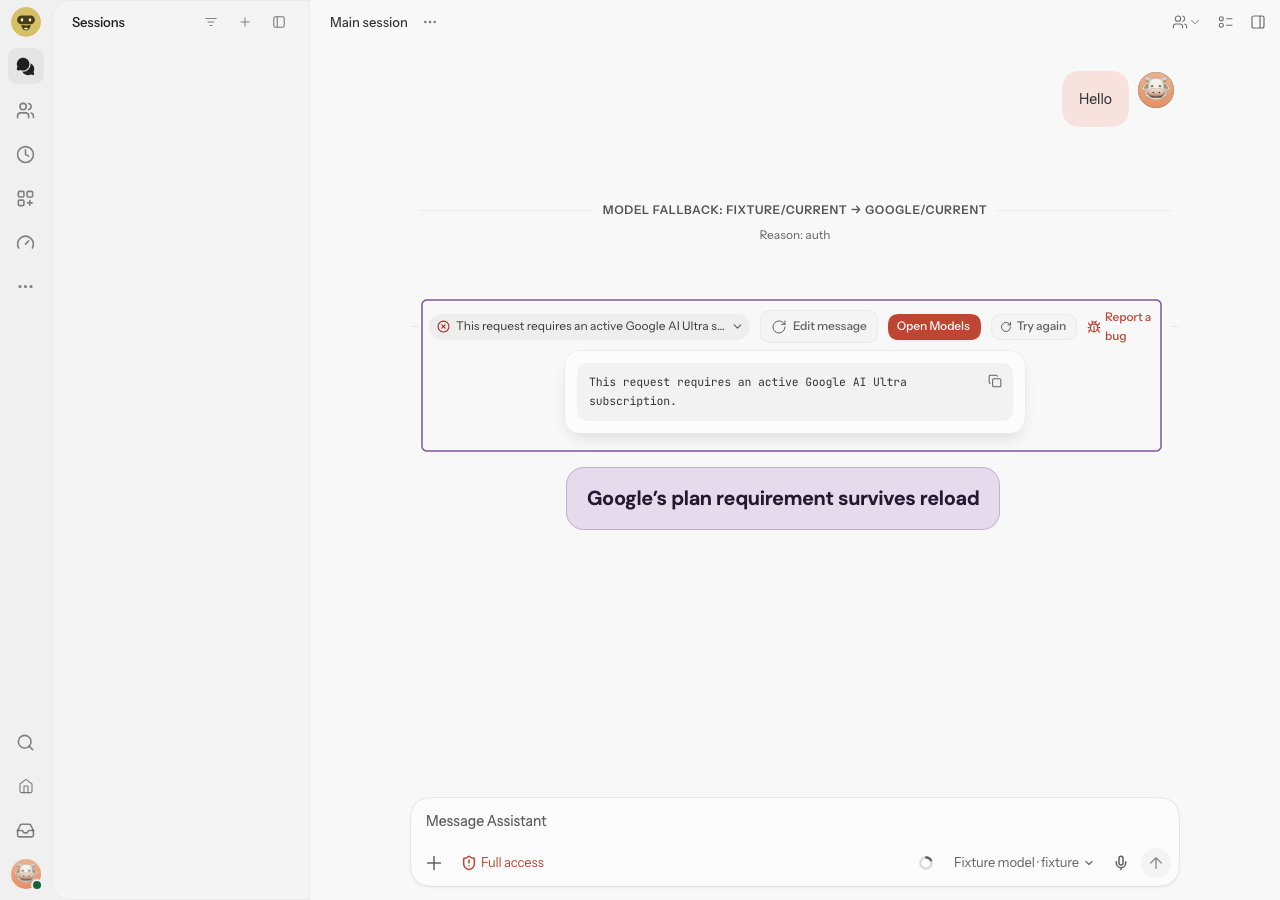 Sessions
Main session
Hello
MODEL FALLBACK: FIXTURE/CURRENT → GOOGLE/CURRENT
Reason: auth
This request requires an active Google AI Ultra s...
Edit message
Open Models
Try again
Report a
bug
This request requires an active Google AI Ultra
subscription.
Google’s plan requirement survives reload
Message Assistant
Full access
Fixture model · fixture